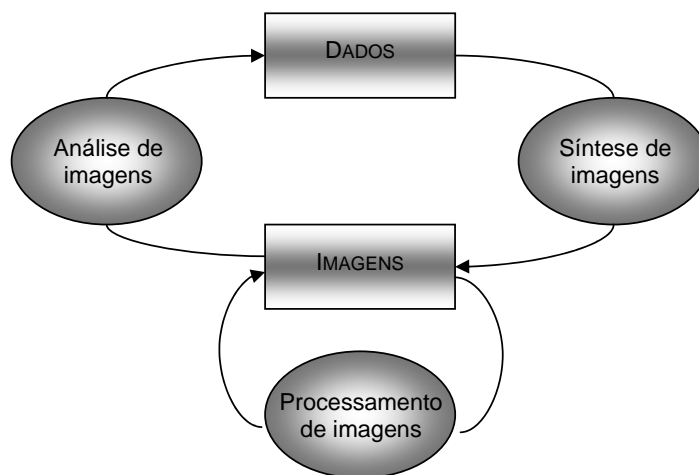 DADOS
Análise de
imagens
Síntese de
imagens
IMAGENS
Processamento
de imagens